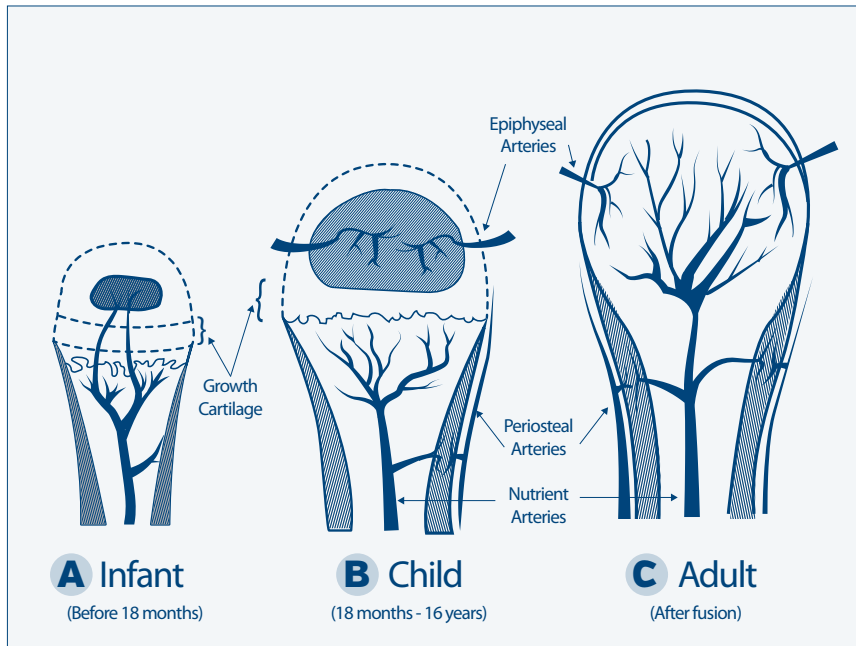 Epiphyseal
Arteries
Growth
Cartilage
Periosteal
Arteries
Nutrient
Arteries
A Infant
(Before 18 months)
B Child
(18 months - 16 years)
C Adult
(After fusion)